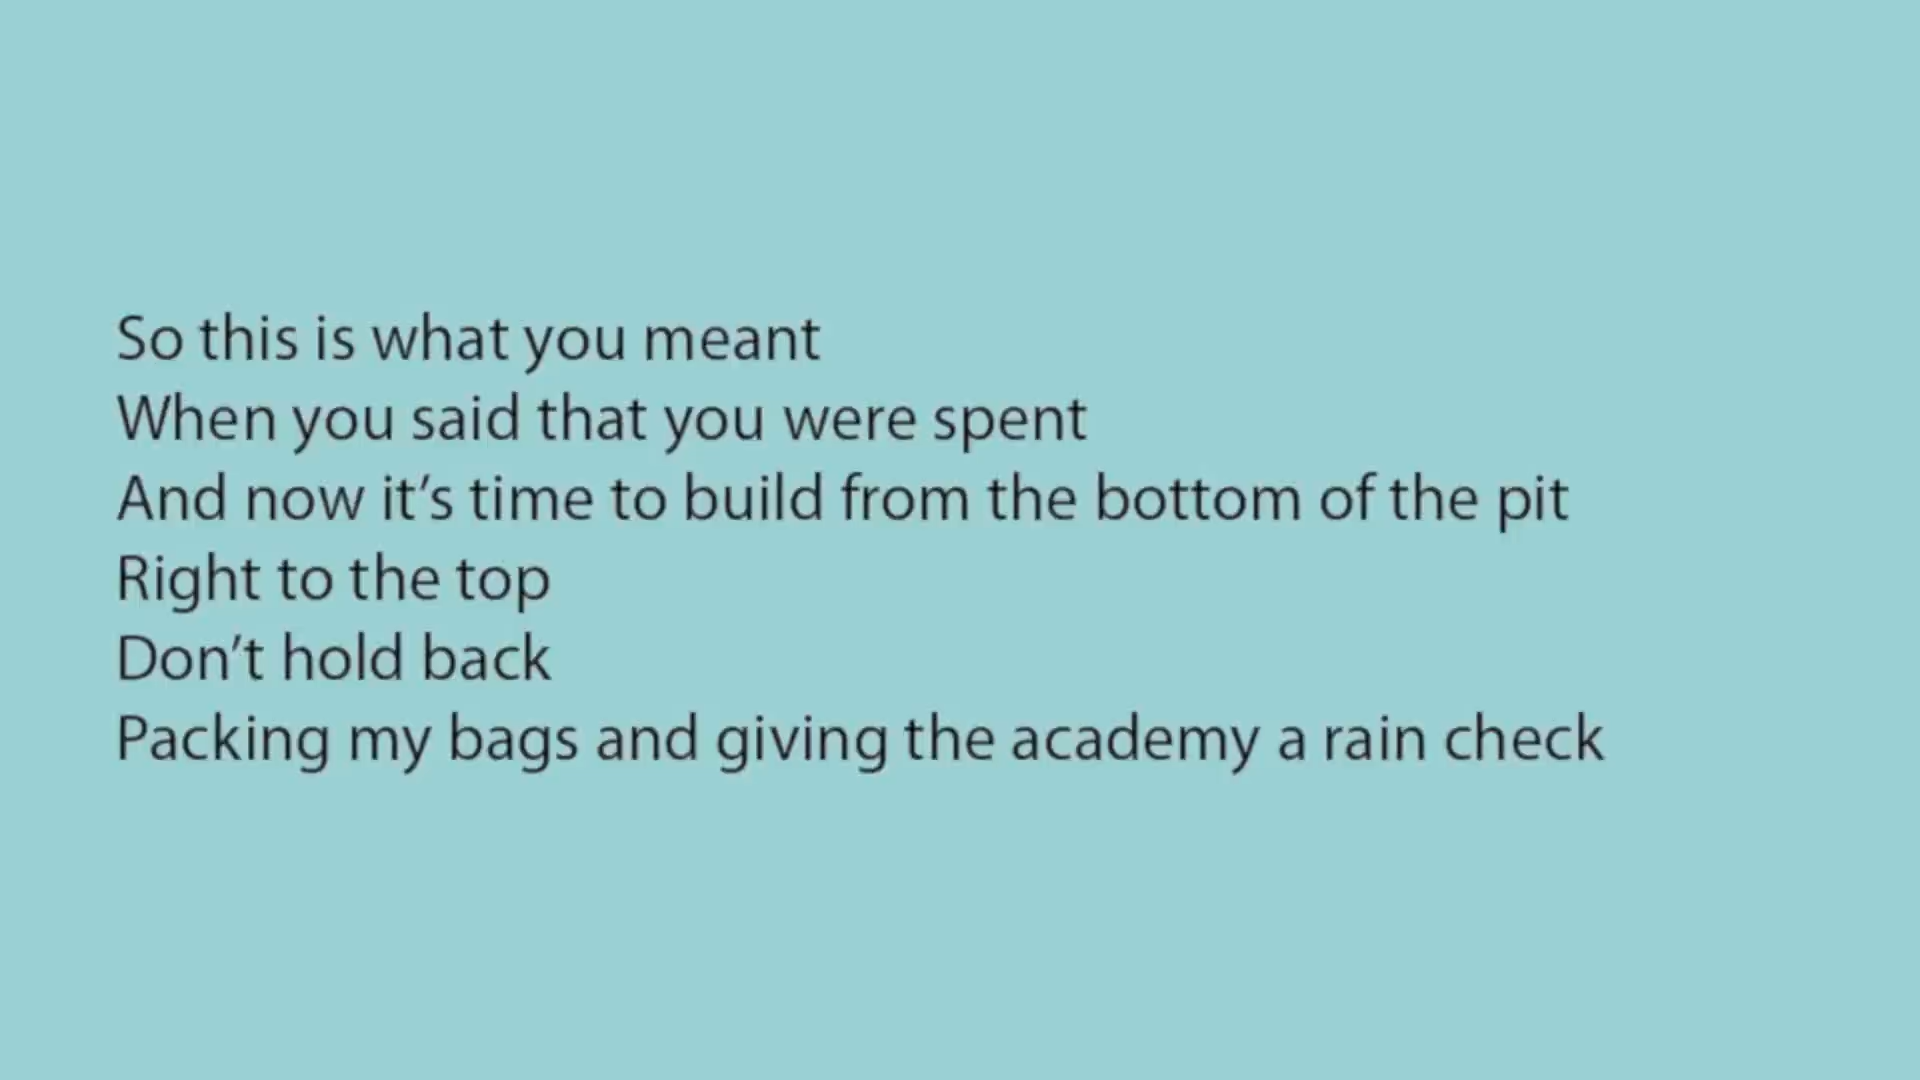 So this is what you meant
When you said that you were spent
And now it’s time to build from the bottom of the pit
Right to the top
Don’t hold back
Packing my bags and giving the academy a rain check